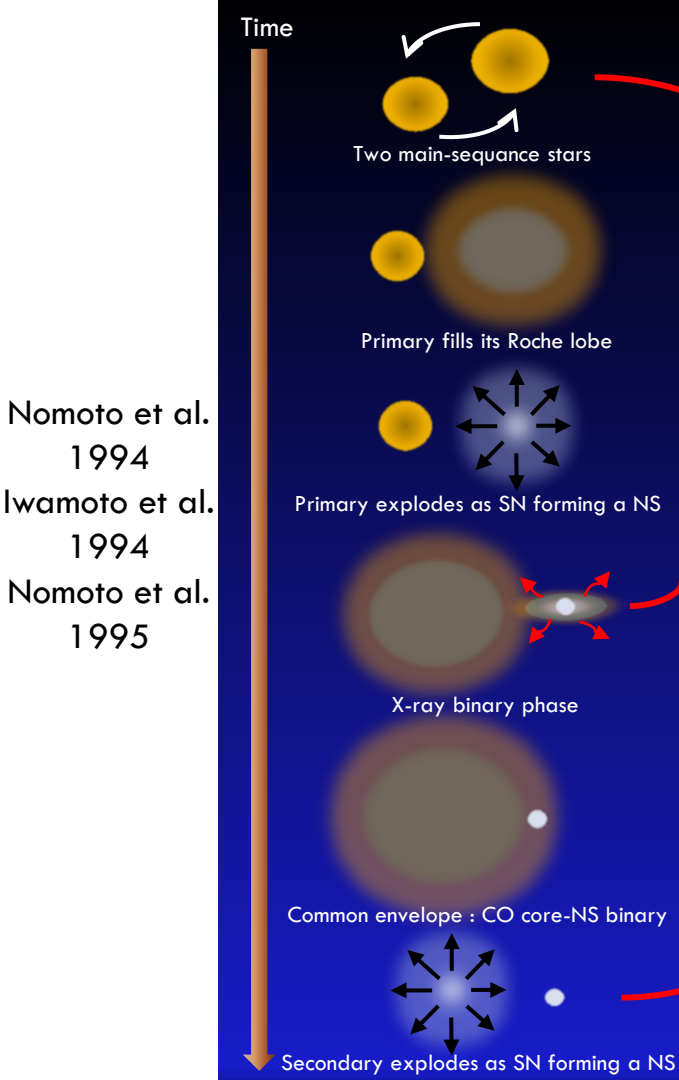 Time
Two main-sequance stars
Primary fills its Roche lobe
Nomoto et al.
1994
Iwamoto et al.
1994
Nomoto et al.
1995
Primary explodes as SN forming a NS
X-ray binary phase
Common envelope : CO core-NS binary
Secondary explodes as SN forming a NS